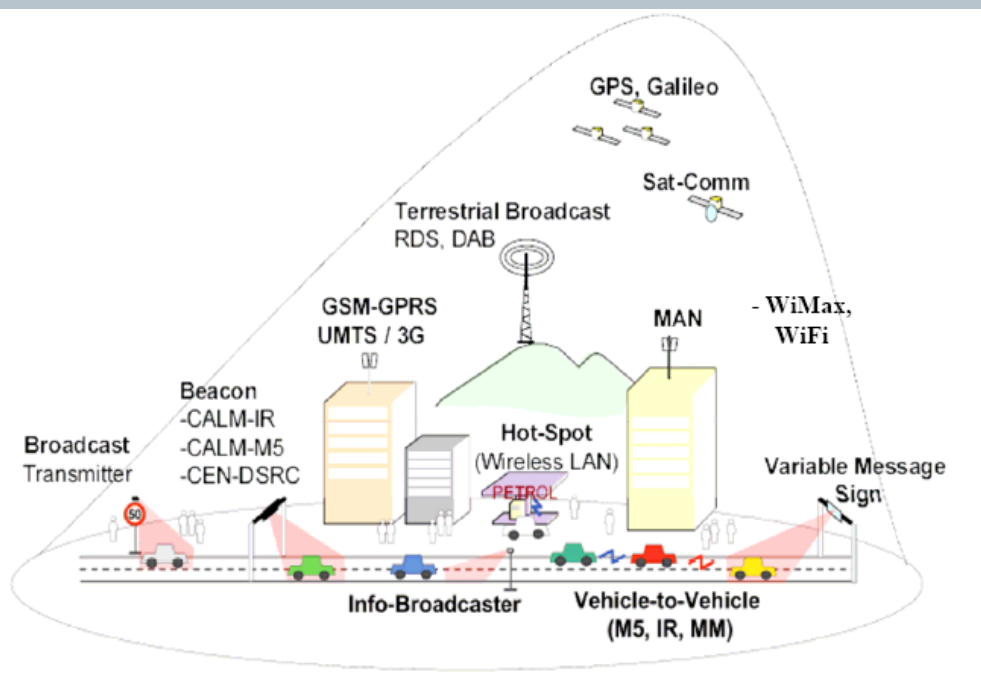 GPS, Galileo
Sat-Comm
Terrestrial Broadcast
RDS, DAB
GSM-GPRS
UMTS / 3G
MAN
- WiMax,
WiFi
Beacon
-CALM-IR
-CALM-M5
-CEN-DSRC
Broadcast
Transmitter
Hot-Spot
(Wireless LAN)
PETROL
Variable Message
Sign
50
Info-Broadcaster
Vehicle-to-Vehicle
(M5, IR, MM)